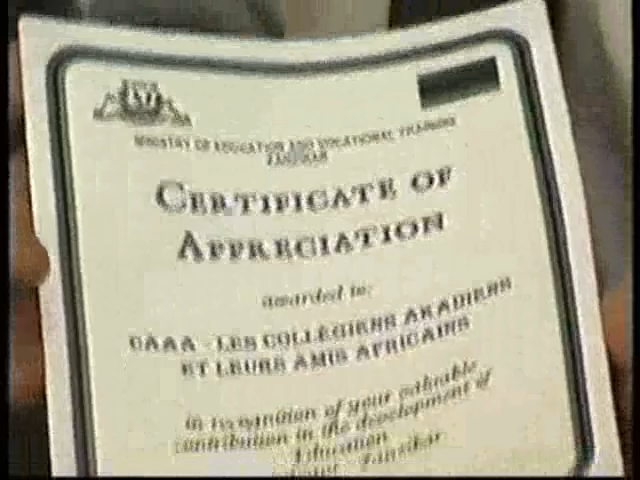 MINISTRY OF EDUCATION AND VOCATIONAL TRAINING
ZANZIBAR
CERTIFICATE OF
APPRECIATION
awarded to:
CAAA - LES COLLÉGIENS AKADIENS
ET LEURS AMIS AFRICAINS
in recognition of your valuable
contribution in the development of
Education
Zanzibar